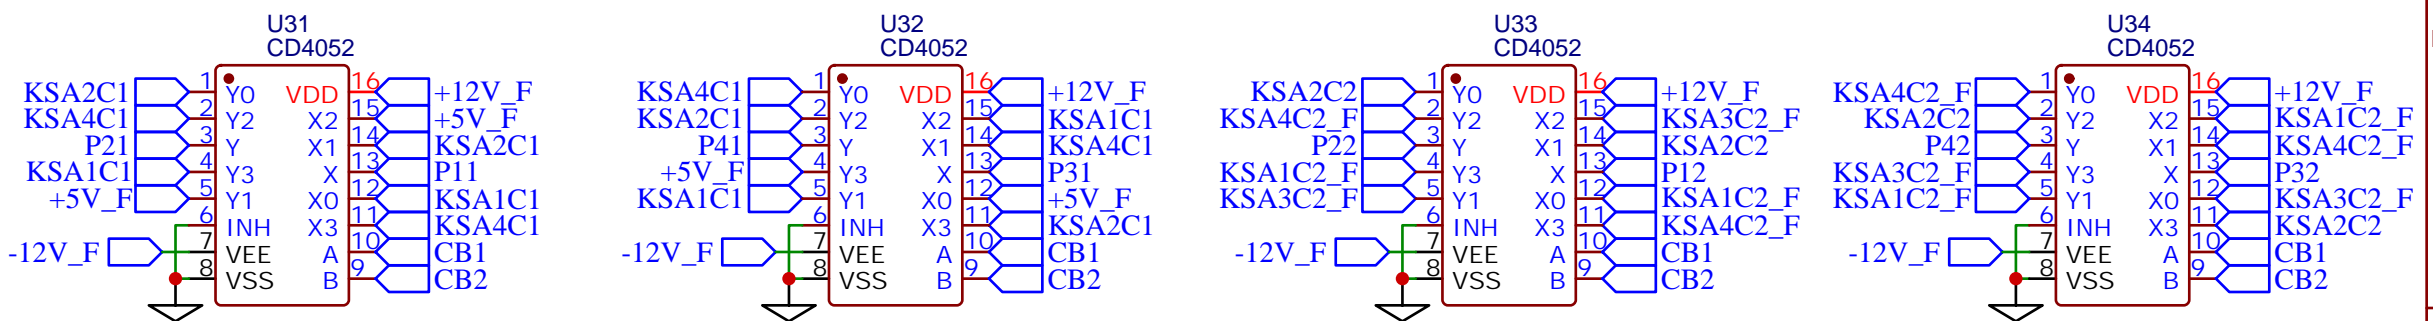 U31
CD4052
KSA2C1 1 Y0 VDD 16 +12V_F
KSA4C1 2 Y2 X2 15 +5V_F
P21 3 Y X1 14 KSA2C1
KSA1C1 4 Y3 X 13 P11
+5V_F 5 Y1 X0 12 KSA1C1
6 INH X3 11 KSA4C1
-12V_F 7 VEE A 10 CB1
8 VSS B 9 CB2
U32
CD4052
KSA4C1 1 Y0 VDD 16 +12V_F
KSA2C1 2 Y2 X2 15 KSA1C1
P41 3 Y X1 14 KSA4C1
+5V_F 4 Y3 X 13 P31
KSA1C1 5 Y1 X0 12 +5V_F
6 INH X3 11 KSA2C1
-12V_F 7 VEE A 10 CB1
8 VSS B 9 CB2
U33
CD4052
KSA2C2 1 Y0 VDD 16 +12V_F
KSA4C2_F 2 Y2 X2 15 KSA3C2_F
P22 3 Y X1 14 KSA2C2
KSA1C2_F 4 Y3 X 13 P12
KSA3C2_F 5 Y1 X0 12 KSA1C2_F
6 INH X3 11 KSA4C2_F
-12V_F 7 VEE A 10 CB1
8 VSS B 9 CB2
U34
CD4052
KSA4C2_F 1 Y0 VDD 16 +12V_F
KSA2C2 2 Y2 X2 15 KSA1C2_F
P42 3 Y X1 14 KSA4C2_F
KSA3C2_F 4 Y3 X 13 P32
KSA1C2_F 5 Y1 X0 12 KSA3C2_F
6 INH X3 11 KSA2C2
-12V_F 7 VEE A 10 CB1
8 VSS B 9 CB2